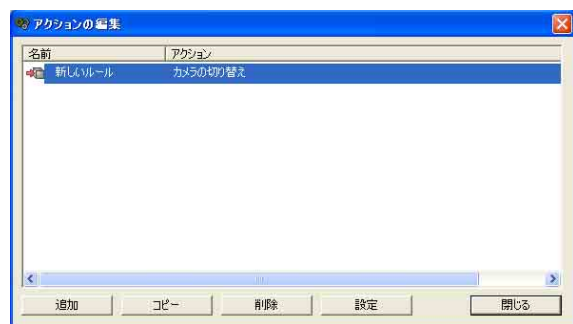 アクションの編集
名前 アクション
新しいルール カメラの切り替え
追加 コピー 削除 設定 閉じる